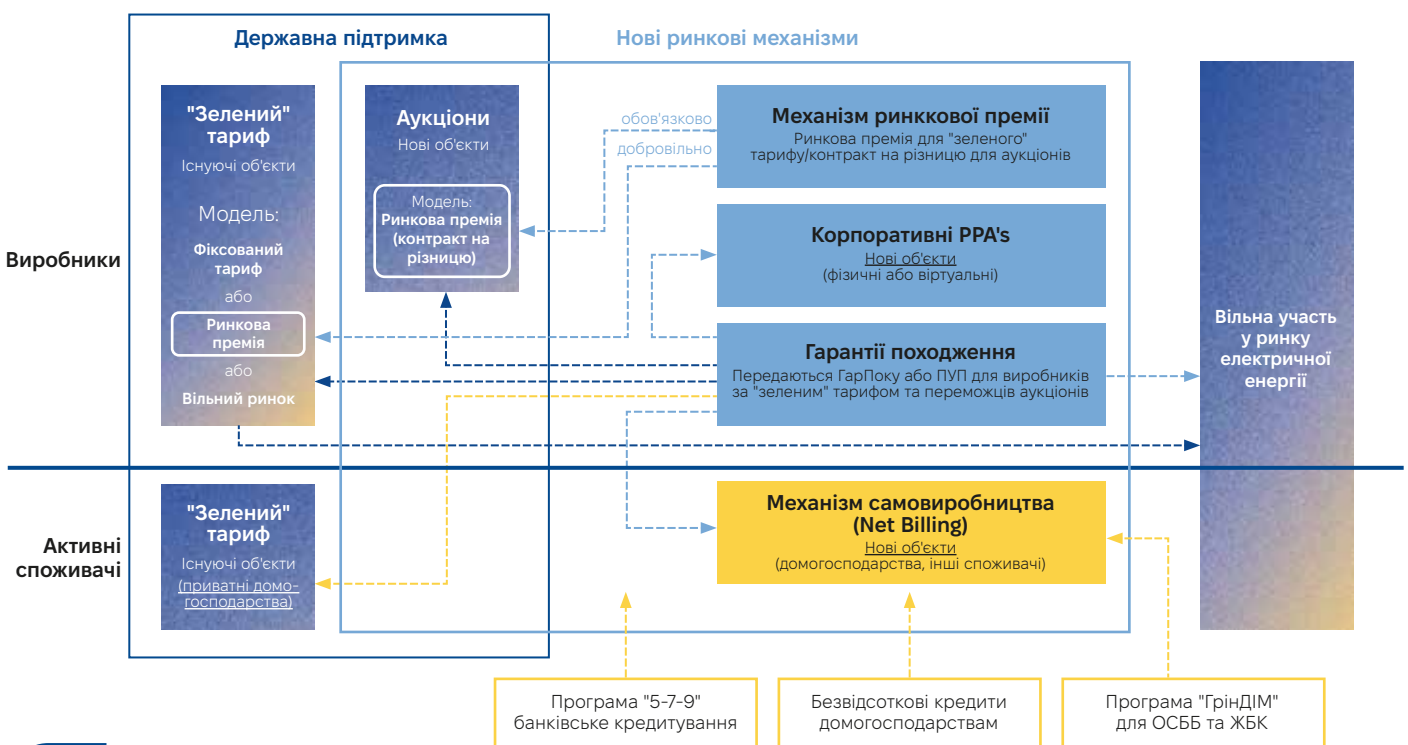 Державна підтримка
Нові ринкові механізми
Виробники
"Зелений"
тариф
Існуючі об'єкти
Модель:
Фіксований
тариф
або
Ринкова
премія
або
Вільний ринок
Аукціони
Нові об'єкти
Модель:
Ринкова премія
(контракт на
різницю)
обов'язково
добровільно
Механізм ринккової премії
Ринкова премія для "зеленого"
тарифу/контракт на різницю для аукціонів
Корпоративні PPA's
Нові об'єкти
(фізичні або віртуальні)
Гарантії походження
Передаються ГарПоку або ПУП для виробників
за "зеленим" тарифом та переможців аукціонів
Вільна участь
у ринку
електричної
енергії
Активні
споживачі
"Зелений"
тариф
Існуючі об'єкти
(приватні домо-
господарства)
Механізм самовиробництва
(Net Billing)
Нові об'єкти
(домогосподарства, інші споживачі)
Програма "5-7-9"
банківське кредитування
Безвідсоткові кредити
домогосподарствам
Програма "ГрінДІМ"
для ОСББ та ЖБК